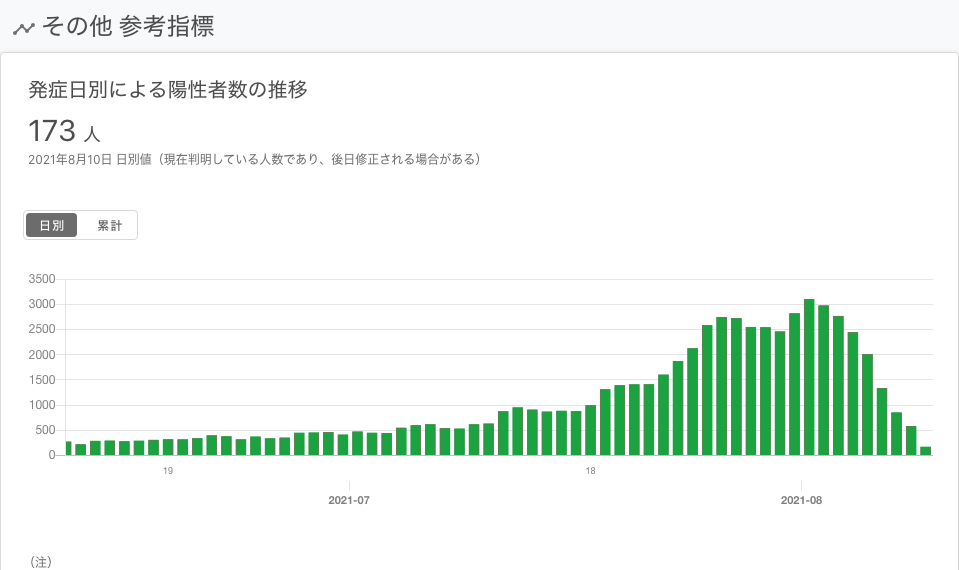 その他 参考指標
発症日別による陽性者数の推移
173 人
2021年8月10日 日別値（現在判明している人数であり、後日修正される場合がある）
日別 累計
3500
3000
2500
2000
1500
1000
500
0
19 18
2021-07 2021-08
（注）